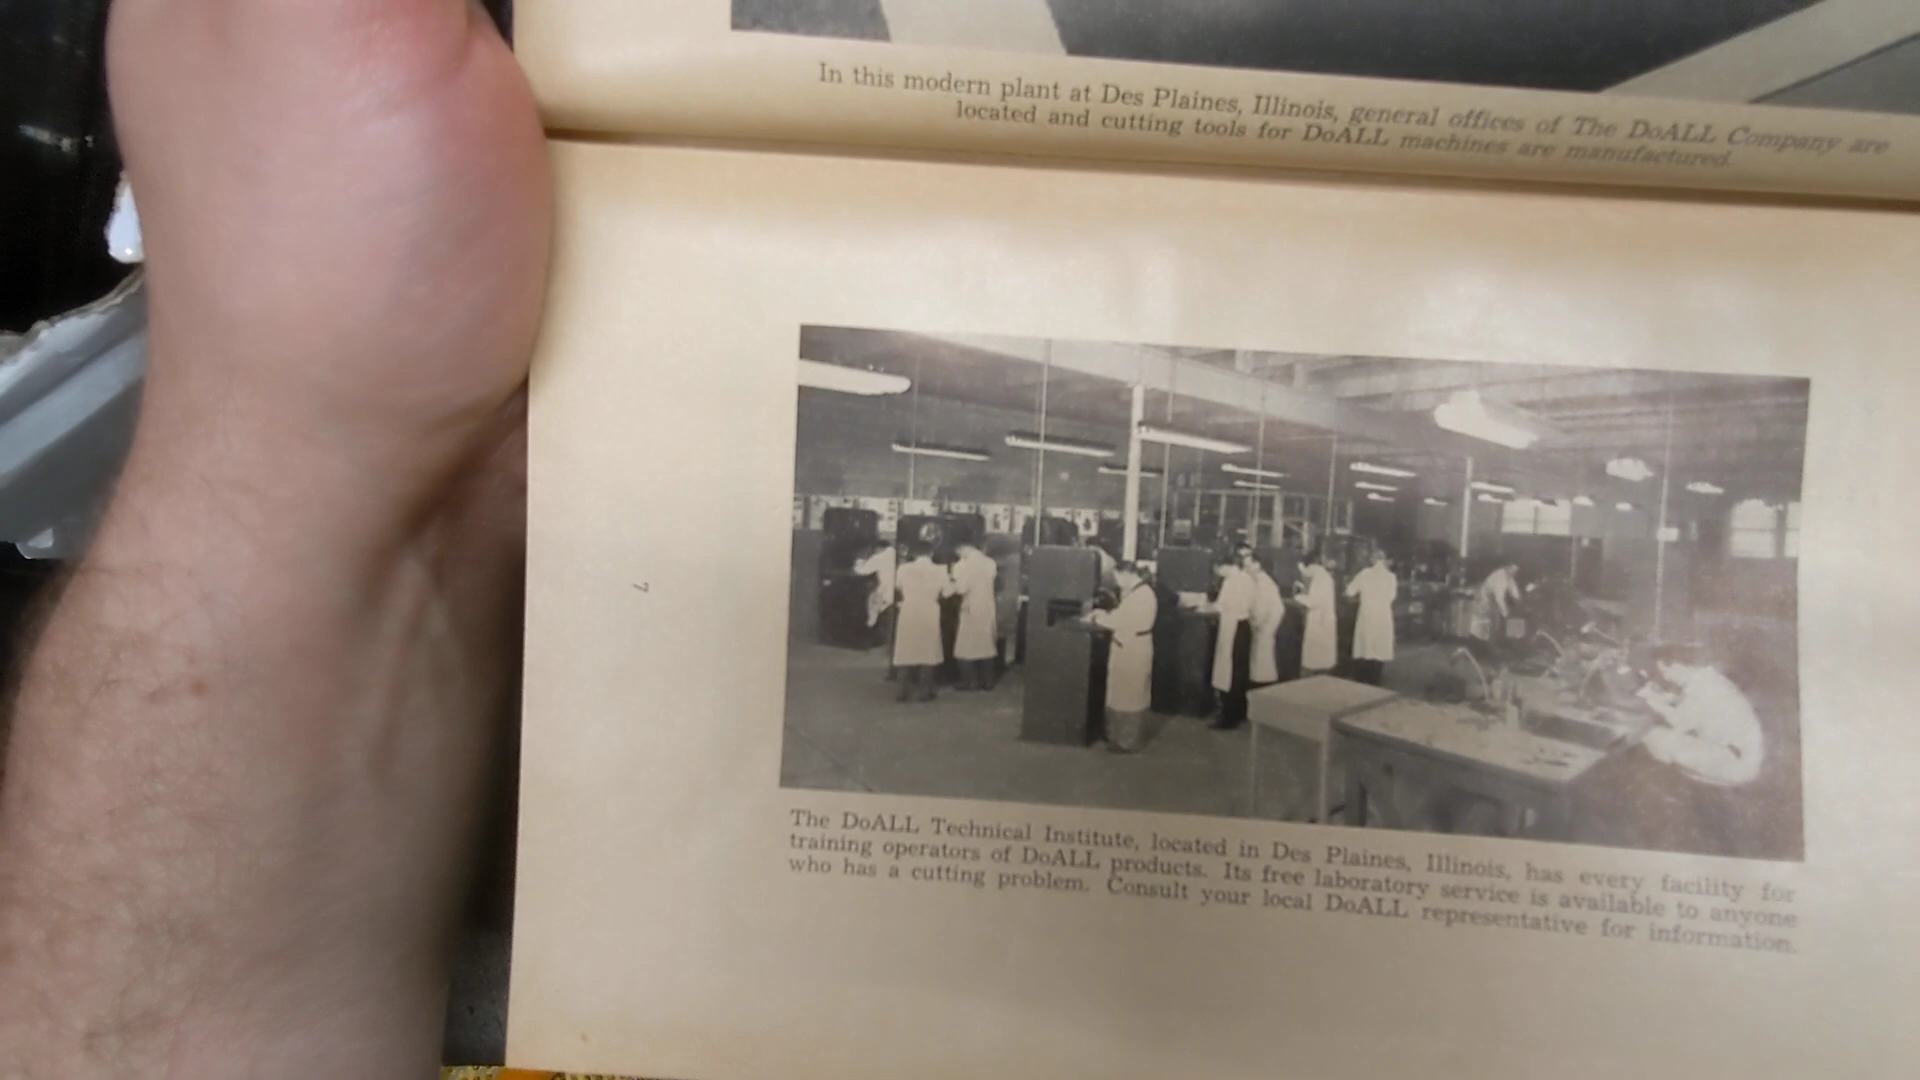 In this modern plant at Des Plaines, Illinois, general offices of The DoALL Company are
located and cutting tools for DoALL machines are manufactured.
7
The DoALL Technical Institute, located in Des Plaines, Illinois, has every facility for
training operators of DoALL products. Its free laboratory service is available to anyone
who has a cutting problem. Consult your local DoALL representative for information.